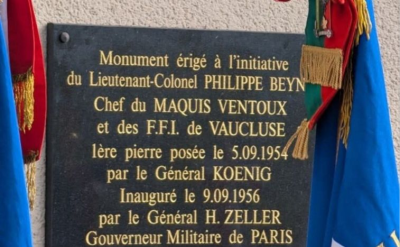 Monument érigé à l'initiative
du Lieutenant-Colonel PHILIPPE BEYN
Chef du MAQUIS VENTOUX
et des F.F.I. de VAUCLUSE
1ère pierre posée le 5.09.1954
par le Général KOENIG
Inauguré le 9.09.1956
par le Général H. ZELLER
Gouverneur Militaire de PARIS